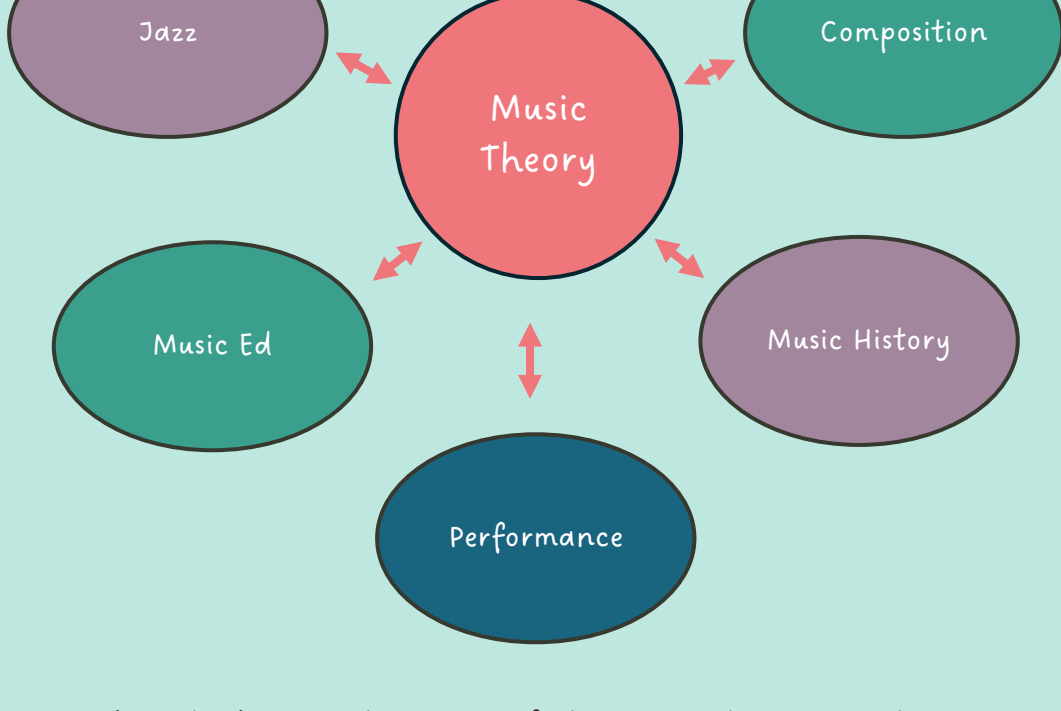 Jazz
Composition
Music
Theory
Music Ed
Music History
Performance